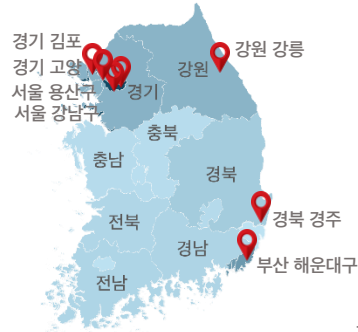 경기 김포
강원 강릉
경기 고양
강원
서울 용산구
경기
서울 강남구
충북
충남
경북
전북
경북 경주
경남
부산 해운대구
전남